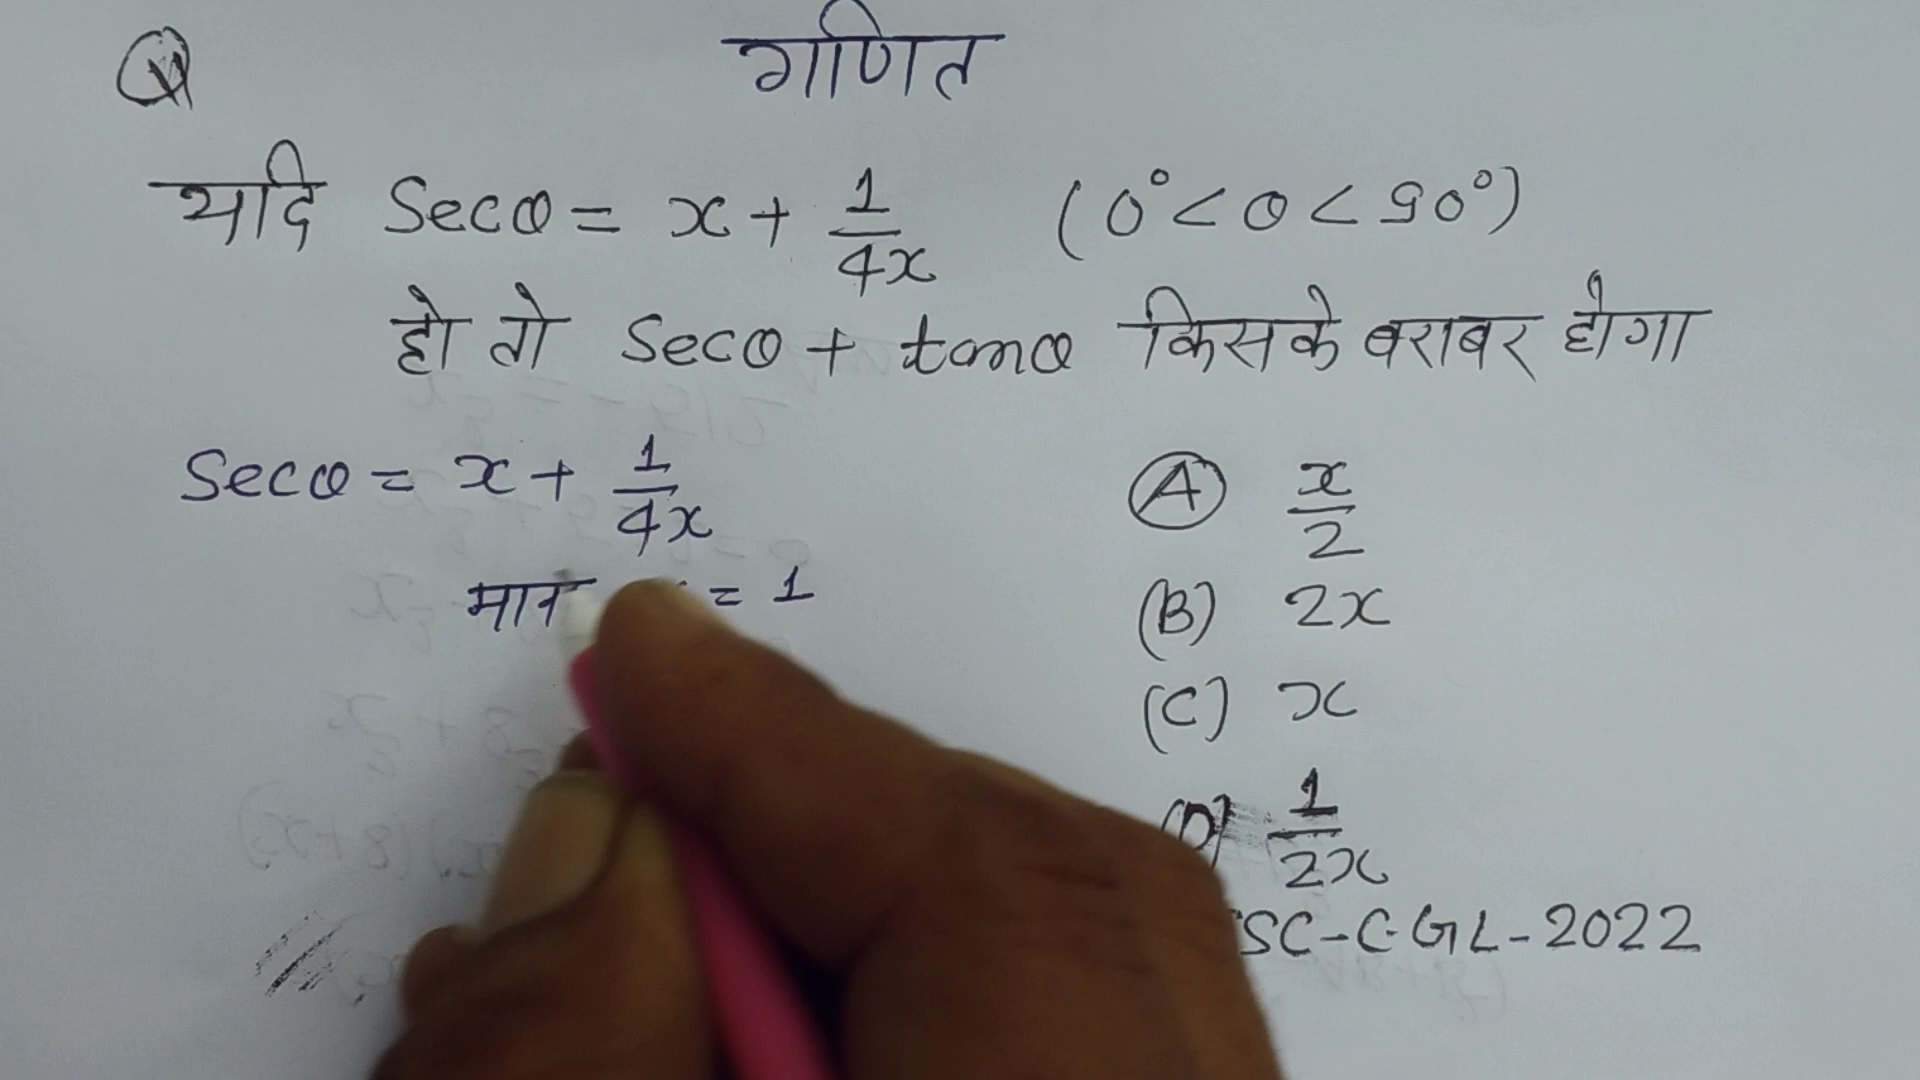 Q
गणित
यदि Secθ = x + 1/4x (0° < θ < 90°)
हो तो Secθ + tanθ किसके बराबर होगा
Secθ = x + 1/4x
मान = 1
(A) x/2
(B) 2x
(C) x
(D) 1/2x
SC-CGL-2022